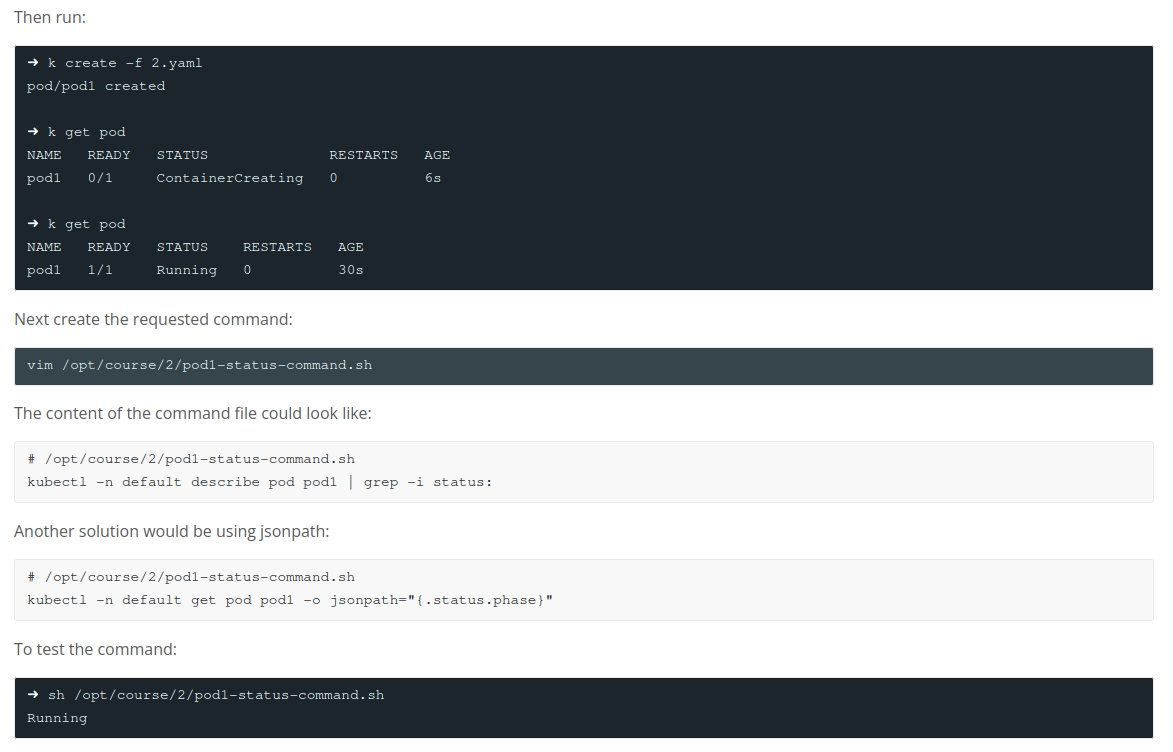 Then run:
➜ k create -f 2.yaml
pod/pod1 created
➜ k get pod
NAME   READY   STATUS              RESTARTS   AGE
pod1   0/1     ContainerCreating   0          6s
➜ k get pod
NAME   READY   STATUS    RESTARTS   AGE
pod1   1/1     Running   0          30s
Next create the requested command:
vim /opt/course/2/pod1-status-command.sh
The content of the command file could look like:
# /opt/course/2/pod1-status-command.sh
kubectl -n default describe pod pod1 | grep -i status:
Another solution would be using jsonpath:
# /opt/course/2/pod1-status-command.sh
kubectl -n default get pod pod1 -o jsonpath="{.status.phase}"
To test the command:
➜ sh /opt/course/2/pod1-status-command.sh
Running